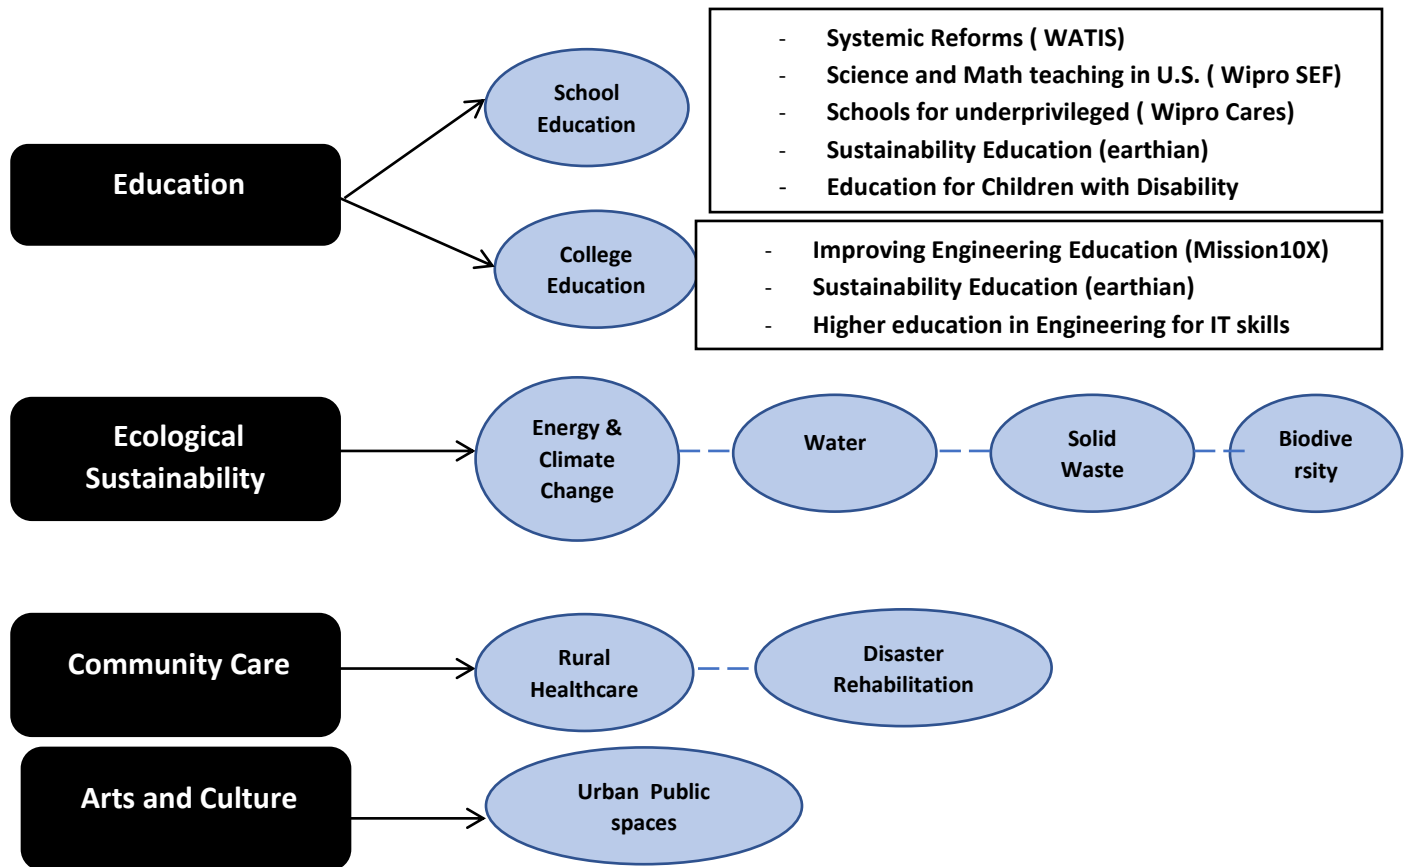 Education
School
Education
- Systemic Reforms ( WATIS)
- Science and Math teaching in U.S. ( Wipro SEF)
- Schools for underprivileged ( Wipro Cares)
- Sustainability Education (earthian)
- Education for Children with Disability
College
Education
- Improving Engineering Education (Mission10X)
- Sustainability Education (earthian)
- Higher education in Engineering for IT skills
Ecological
Sustainability
Energy &
Climate
Change
Water
Solid
Waste
Biodive
rsity
Community Care
Rural
Healthcare
Disaster
Rehabilitation
Arts and Culture
Urban Public
spaces